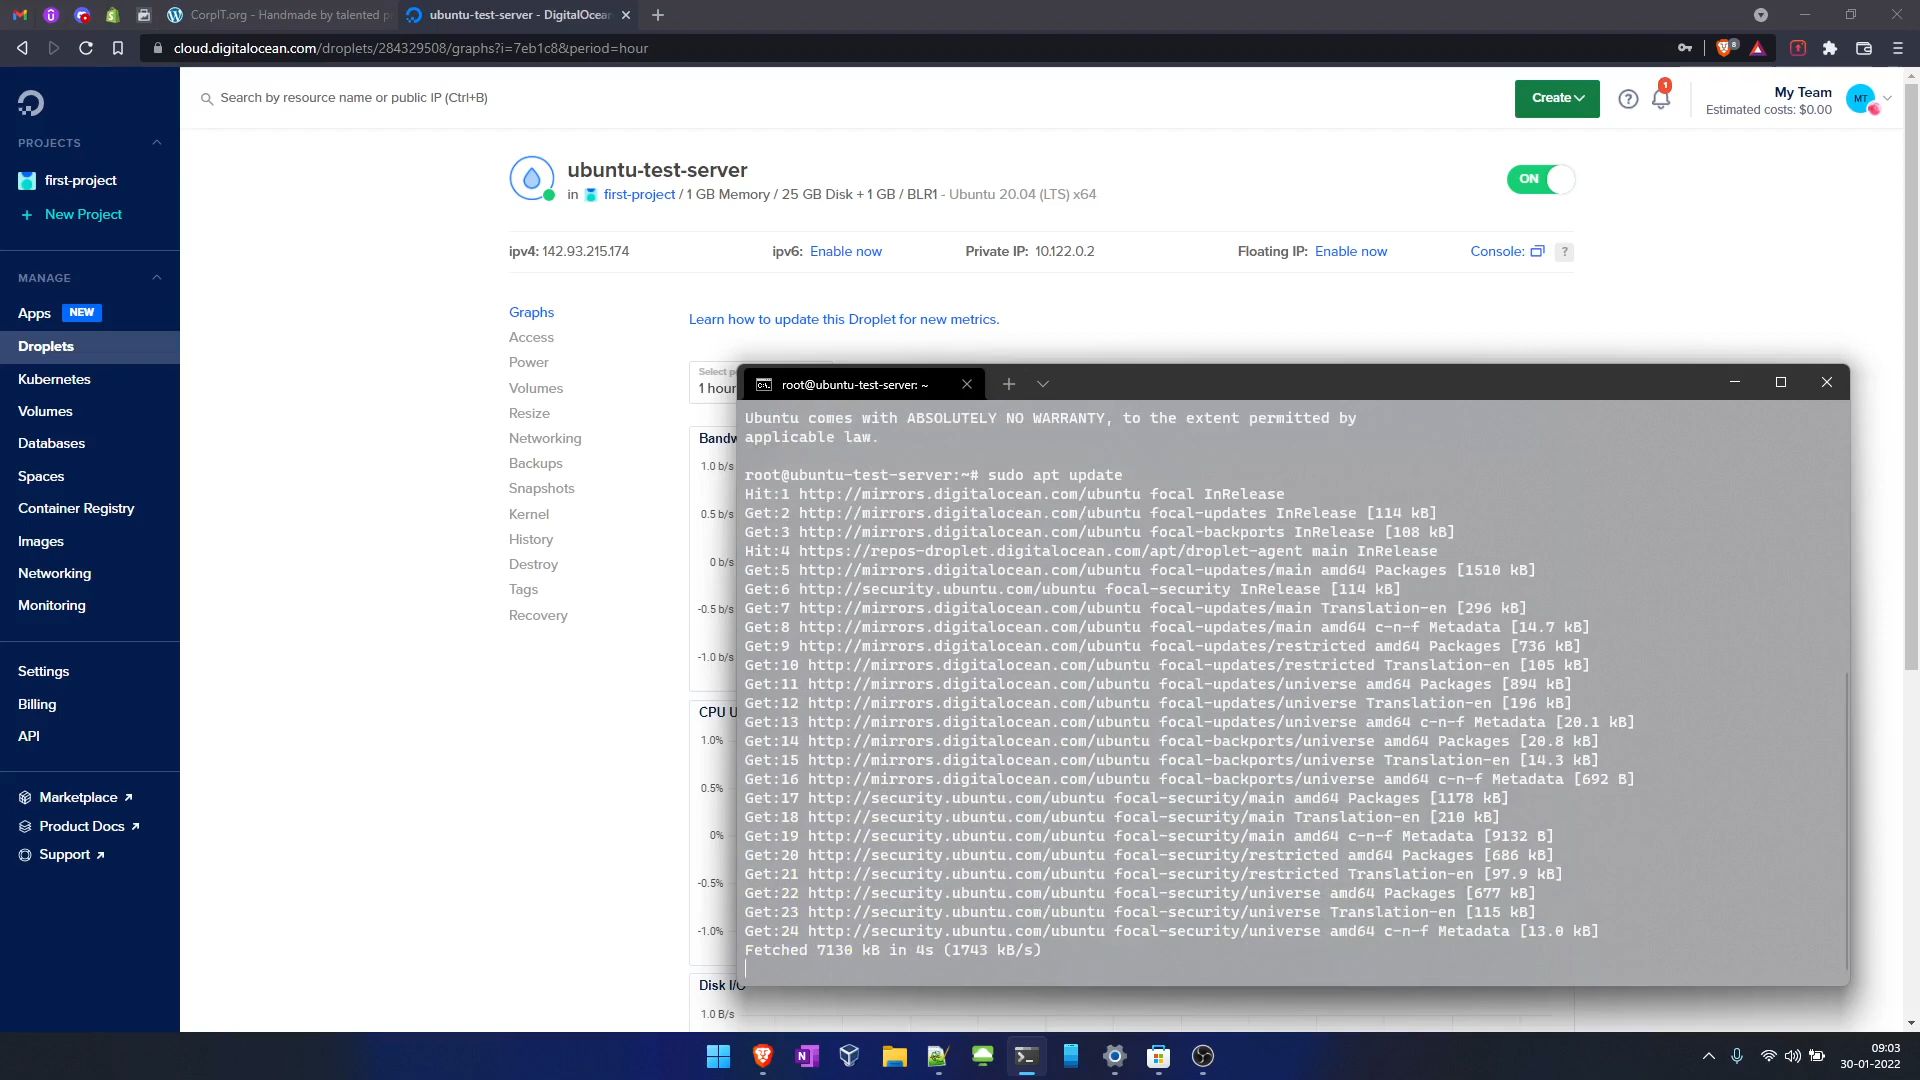 CorpIT.org - Handmade by talented p
ubuntu-test-server - DigitalOcean
cloud.digitalocean.com/droplets/284329508/graphs?i=7eb1c8&period=hour
8
Search by resource name or public IP (Ctrl+B)
Create
1
My Team
Estimated costs: $0.00
MT
PROJECTS
first-project
+ New Project
MANAGE
Apps NEW
Droplets
Kubernetes
Volumes
Databases
Spaces
Container Registry
Images
Networking
Monitoring
Settings
Billing
API
Marketplace
Product Docs
Support
ubuntu-test-server
in first-project / 1 GB Memory / 25 GB Disk + 1 GB / BLR1 - Ubuntu 20.04 (LTS) x64
ON
ipv4: 142.93.215.174
ipv6: Enable now
Private IP: 10.122.0.2
Floating IP: Enable now
Console: ?
Graphs
Access
Power
Volumes
Resize
Networking
Backups
Snapshots
Kernel
History
Destroy
Tags
Recovery
Learn how to update this Droplet for new metrics.
Select p
1 hour
Bandw
1.0 b/s
0.5 b/s
0 b/s
-0.5 b/s
-1.0 b/s
CPU U
1.0%
0.5%
0%
-0.5%
-1.0%
Disk I/O
1.0 B/s
root@ubuntu-test-server: ~
Ubuntu comes with ABSOLUTELY NO WARRANTY, to the extent permitted by
applicable law.
root@ubuntu-test-server:~# sudo apt update
Hit:1 http://mirrors.digitalocean.com/ubuntu focal InRelease
Get:2 http://mirrors.digitalocean.com/ubuntu focal-updates InRelease [114 kB]
Get:3 http://mirrors.digitalocean.com/ubuntu focal-backports InRelease [108 kB]
Hit:4 https://repos-droplet.digitalocean.com/apt/droplet-agent main InRelease
Get:5 http://mirrors.digitalocean.com/ubuntu focal-updates/main amd64 Packages [1510 kB]
Get:6 http://security.ubuntu.com/ubuntu focal-security InRelease [114 kB]
Get:7 http://mirrors.digitalocean.com/ubuntu focal-updates/main Translation-en [296 kB]
Get:8 http://mirrors.digitalocean.com/ubuntu focal-updates/main amd64 c-n-f Metadata [14.7 kB]
Get:9 http://mirrors.digitalocean.com/ubuntu focal-updates/restricted amd64 Packages [736 kB]
Get:10 http://mirrors.digitalocean.com/ubuntu focal-updates/restricted Translation-en [105 kB]
Get:11 http://mirrors.digitalocean.com/ubuntu focal-updates/universe amd64 Packages [894 kB]
Get:12 http://mirrors.digitalocean.com/ubuntu focal-updates/universe Translation-en [196 kB]
Get:13 http://mirrors.digitalocean.com/ubuntu focal-updates/universe amd64 c-n-f Metadata [20.1 kB]
Get:14 http://mirrors.digitalocean.com/ubuntu focal-backports/universe amd64 Packages [20.8 kB]
Get:15 http://mirrors.digitalocean.com/ubuntu focal-backports/universe Translation-en [14.3 kB]
Get:16 http://mirrors.digitalocean.com/ubuntu focal-backports/universe amd64 c-n-f Metadata [692 B]
Get:17 http://security.ubuntu.com/ubuntu focal-security/main amd64 Packages [1178 kB]
Get:18 http://security.ubuntu.com/ubuntu focal-security/main Translation-en [210 kB]
Get:19 http://security.ubuntu.com/ubuntu focal-security/main amd64 c-n-f Metadata [9132 B]
Get:20 http://security.ubuntu.com/ubuntu focal-security/restricted amd64 Packages [686 kB]
Get:21 http://security.ubuntu.com/ubuntu focal-security/restricted Translation-en [97.9 kB]
Get:22 http://security.ubuntu.com/ubuntu focal-security/universe amd64 Packages [677 kB]
Get:23 http://security.ubuntu.com/ubuntu focal-security/universe Translation-en [115 kB]
Get:24 http://security.ubuntu.com/ubuntu focal-security/universe amd64 c-n-f Metadata [13.0 kB]
Fetched 7130 kB in 4s (1743 kB/s)
09:03
30-01-2022